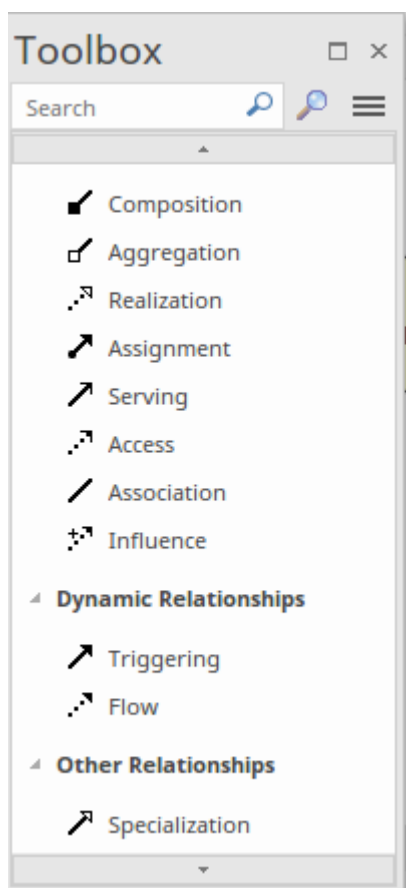 Toolbox
Search
Composition
Aggregation
Realization
Assignment
Serving
Access
Association
Influence
Dynamic Relationships
Triggering
Flow
Other Relationships
Specialization